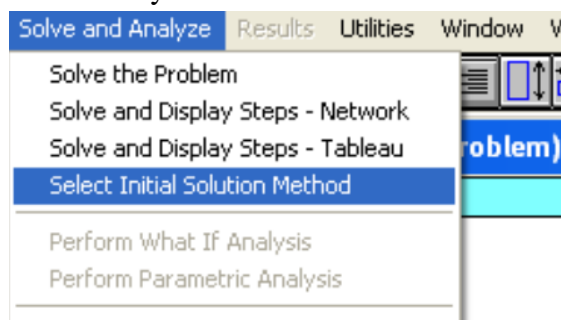 Solve and Analyze Results Utilities Window
Solve the Problem
Solve and Display Steps - Network
Solve and Display Steps - Tableau
roblem)
Select Initial Solution Method
Perform What If Analysis
Perform Parametric Analysis